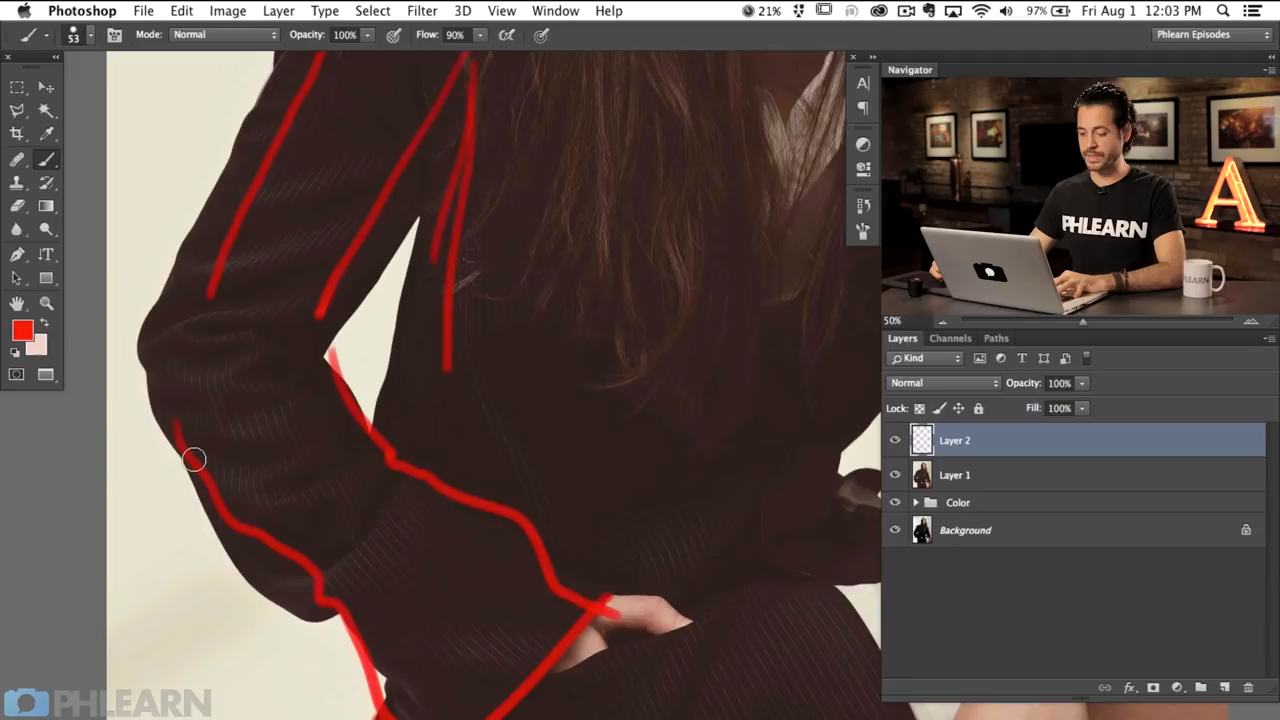 Photoshop File Edit Image Layer Type Select Filter 3D View Window Help 21% 97% Fri Aug 1 12:03 PM
53 Mode: Normal Opacity: 100% Flow: 90% Phlearn Episodes
Navigator
A
PHLEARN
PHLEARN
50%
Layers Channels Paths
Kind
Normal Opacity: 100%
Lock: Fill: 100%
Layer 2
Layer 1
Color
Background
fx
PHLEARN